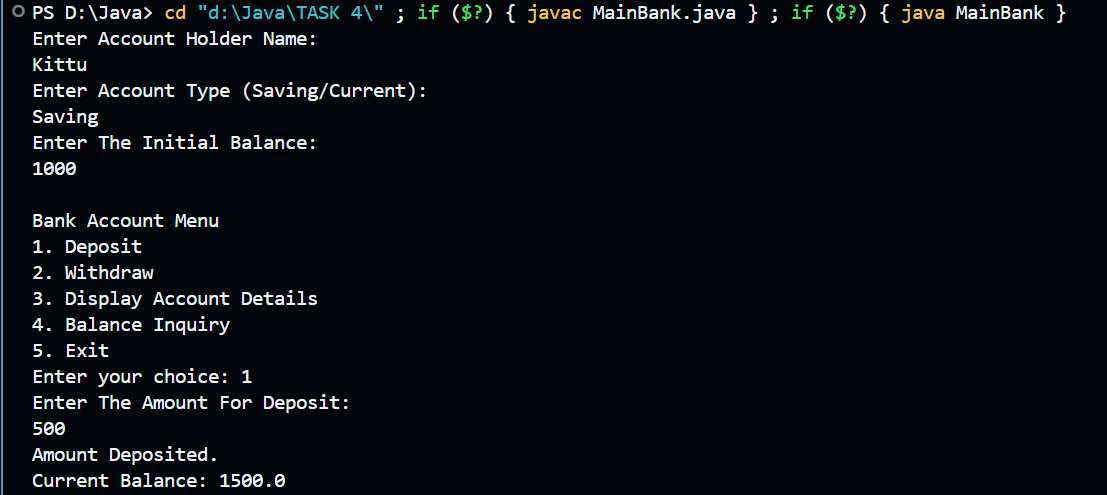 PS D:\Java> cd "d:\Java\TASK 4\" ; if ($?) { javac MainBank.java } ; if ($?) { java MainBank }
Enter Account Holder Name:
Kittu
Enter Account Type (Saving/Current):
Saving
Enter The Initial Balance:
1000

Bank Account Menu
1. Deposit
2. Withdraw
3. Display Account Details
4. Balance Inquiry
5. Exit
Enter your choice: 1
Enter The Amount For Deposit:
500
Amount Deposited.
Current Balance: 1500.0